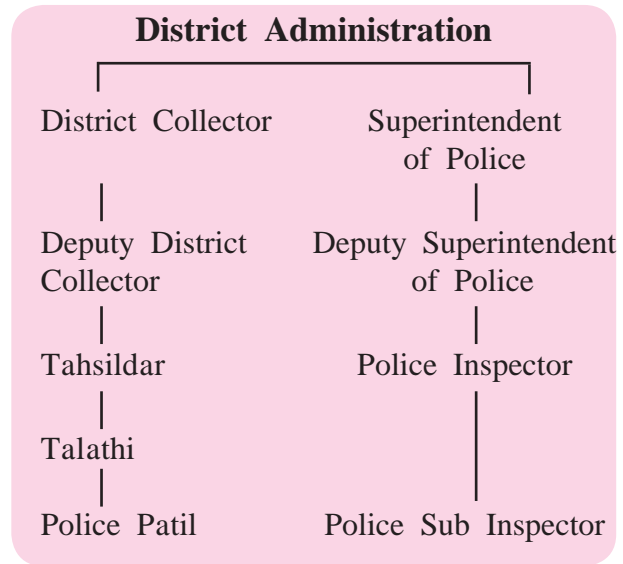 District Administration
District Collector
Superintendent
of Police
Deputy District
Collector
Deputy Superintendent
of Police
Tahsildar
Police Inspector
Talathi
Police Patil
Police Sub Inspector